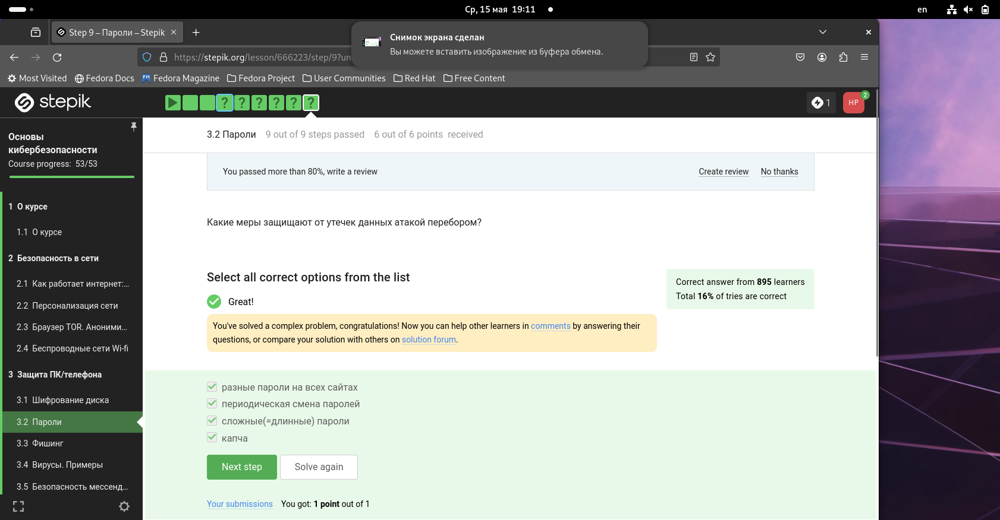 Ср, 15 мая 19:11
en
Step 9 – Пароли – Stepik
Снимок экрана сделан
Вы можете вставить изображение из буфера обмена.
https://stepik.org/lesson/666223/step/9?un
Most Visited
Fedora Docs
Fedora Magazine
Fedora Project
User Communities
Red Hat
Free Content
stepik
1
HP
2
Основы
кибербезопасности
Course progress: 53/53
1 О курсе
1.1 О курсе
2 Безопасность в сети
2.1 Как работает интернет:...
2.2 Персонализация сети
2.3 Браузер TOR. Аноними...
2.4 Беспроводные сети Wi-fi
3 Защита ПК/телефона
3.1 Шифрование диска
3.2 Пароли
3.3 Фишинг
3.4 Вирусы. Примеры
3.5 Безопасность мессенд...
3.2 Пароли 9 out of 9 steps passed 6 out of 6 points received
You passed more than 80%, write a review
Create review
No thanks
Какие меры защищают от утечек данных атакой перебором?
Select all correct options from the list
Correct answer from 895 learners
Total 16% of tries are correct
Great!
You've solved a complex problem, congratulations! Now you can help other learners in comments by answering their
questions, or compare your solution with others on solution forum.
разные пароли на всех сайтах
периодическая смена паролей
сложные(=длинные) пароли
капча
Next step
Solve again
Your submissions You got: 1 point out of 1